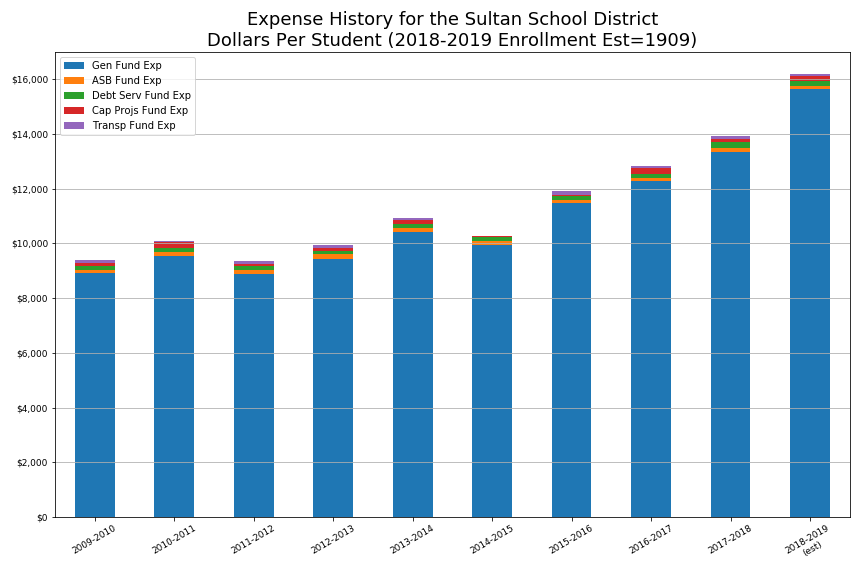 Expense History for the Sultan School District
Dollars Per Student (2018-2019 Enrollment Est=1909)
Gen Fund Exp
ASB Fund Exp
Debt Serv Fund Exp
Cap Projs Fund Exp
Transp Fund Exp
$16,000
$14,000
$12,000
$10,000
$8,000
$6,000
$4,000
$2,000
$0
2009-2010
2010-2011
2011-2012
2012-2013
2013-2014
2014-2015
2015-2016
2016-2017
2017-2018
2018-2019
(est)